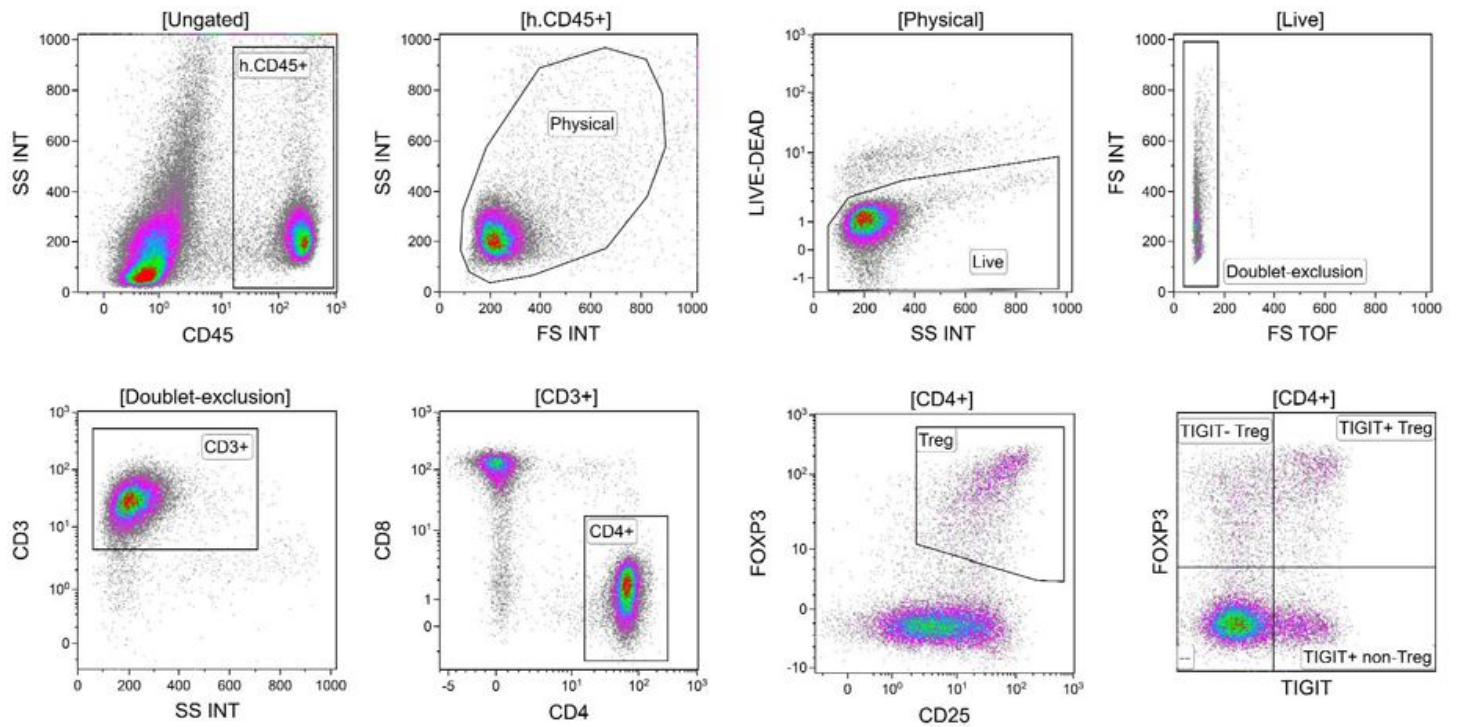 [Ungated]
1000
800
600
400
200
0
SS INT
h.CD45+
0 10⁰ 10¹ 10² 10³
CD45
[h.CD45+]
1000
800
600
400
200
0
SS INT
Physical
0 200 400 600 800 1000
FS INT
[Physical]
10³
10²
10¹
1
0
-1
LIVE-DEAD
Live
0 200 400 600 800 1000
SS INT
[Live]
1000
800
600
400
200
0
FS INT
Doublet-exclusion
0 200 400 600 800 1000
FS TOF
[Doublet-exclusion]
10³
10²
10¹
10⁰
0
CD3
CD3+
0 200 400 600 800 1000
SS INT
[CD3+]
10³
10²
10¹
1
0
CD8
CD4+
-5 0 10¹ 10² 10³
CD4
[CD4+]
10³
10²
10
0
-10
FOXP3
Treg
0 10⁰ 10¹ 10² 10³
CD25
[CD4+]
TIGIT- Treg TIGIT+ Treg
FOXP3
-- TIGIT+ non-Treg
TIGIT